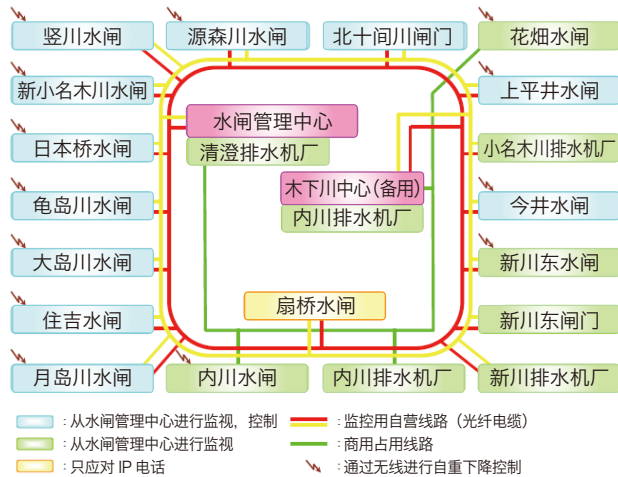 竖川水闸
源森川水闸
北十间川闸门
花畑水闸
新小名木川水闸
上平井水闸
水闸管理中心
清澄排水机厂
日本桥水闸
小名木川排水机厂
木下川中心（备用）
内川排水机厂
龟岛川水闸
今井水闸
大岛川水闸
新川东水闸
扇桥水闸
住吉水闸
新川东闸门
月岛川水闸
内川水闸
内川排水机厂
新川排水机厂
：从水闸管理中心进行监视，控制
：监控用自营线路（光纤电缆）
：从水闸管理中心进行监视
：商用占用线路
：只应对 IP 电话
：通过无线进行自重下降控制